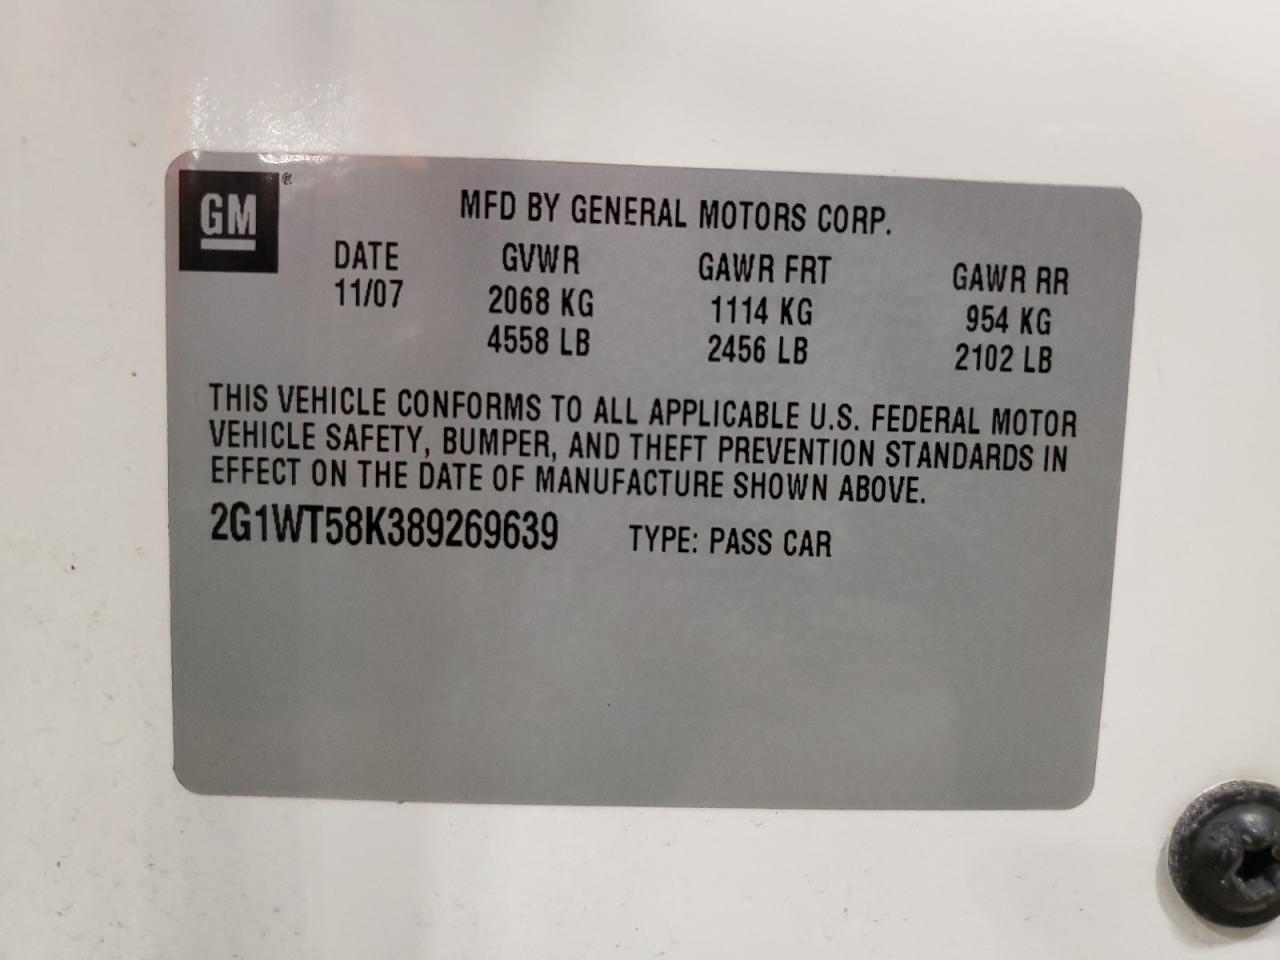 GM ®
MFD BY GENERAL MOTORS CORP.
DATE GVWR GAWR FRT GAWR RR
11/07 2068 KG 1114 KG 954 KG
4558 LB 2456 LB 2102 LB
THIS VEHICLE CONFORMS TO ALL APPLICABLE U.S. FEDERAL MOTOR
VEHICLE SAFETY, BUMPER, AND THEFT PREVENTION STANDARDS IN
EFFECT ON THE DATE OF MANUFACTURE SHOWN ABOVE.
2G1WT58K389269639 TYPE: PASS CAR